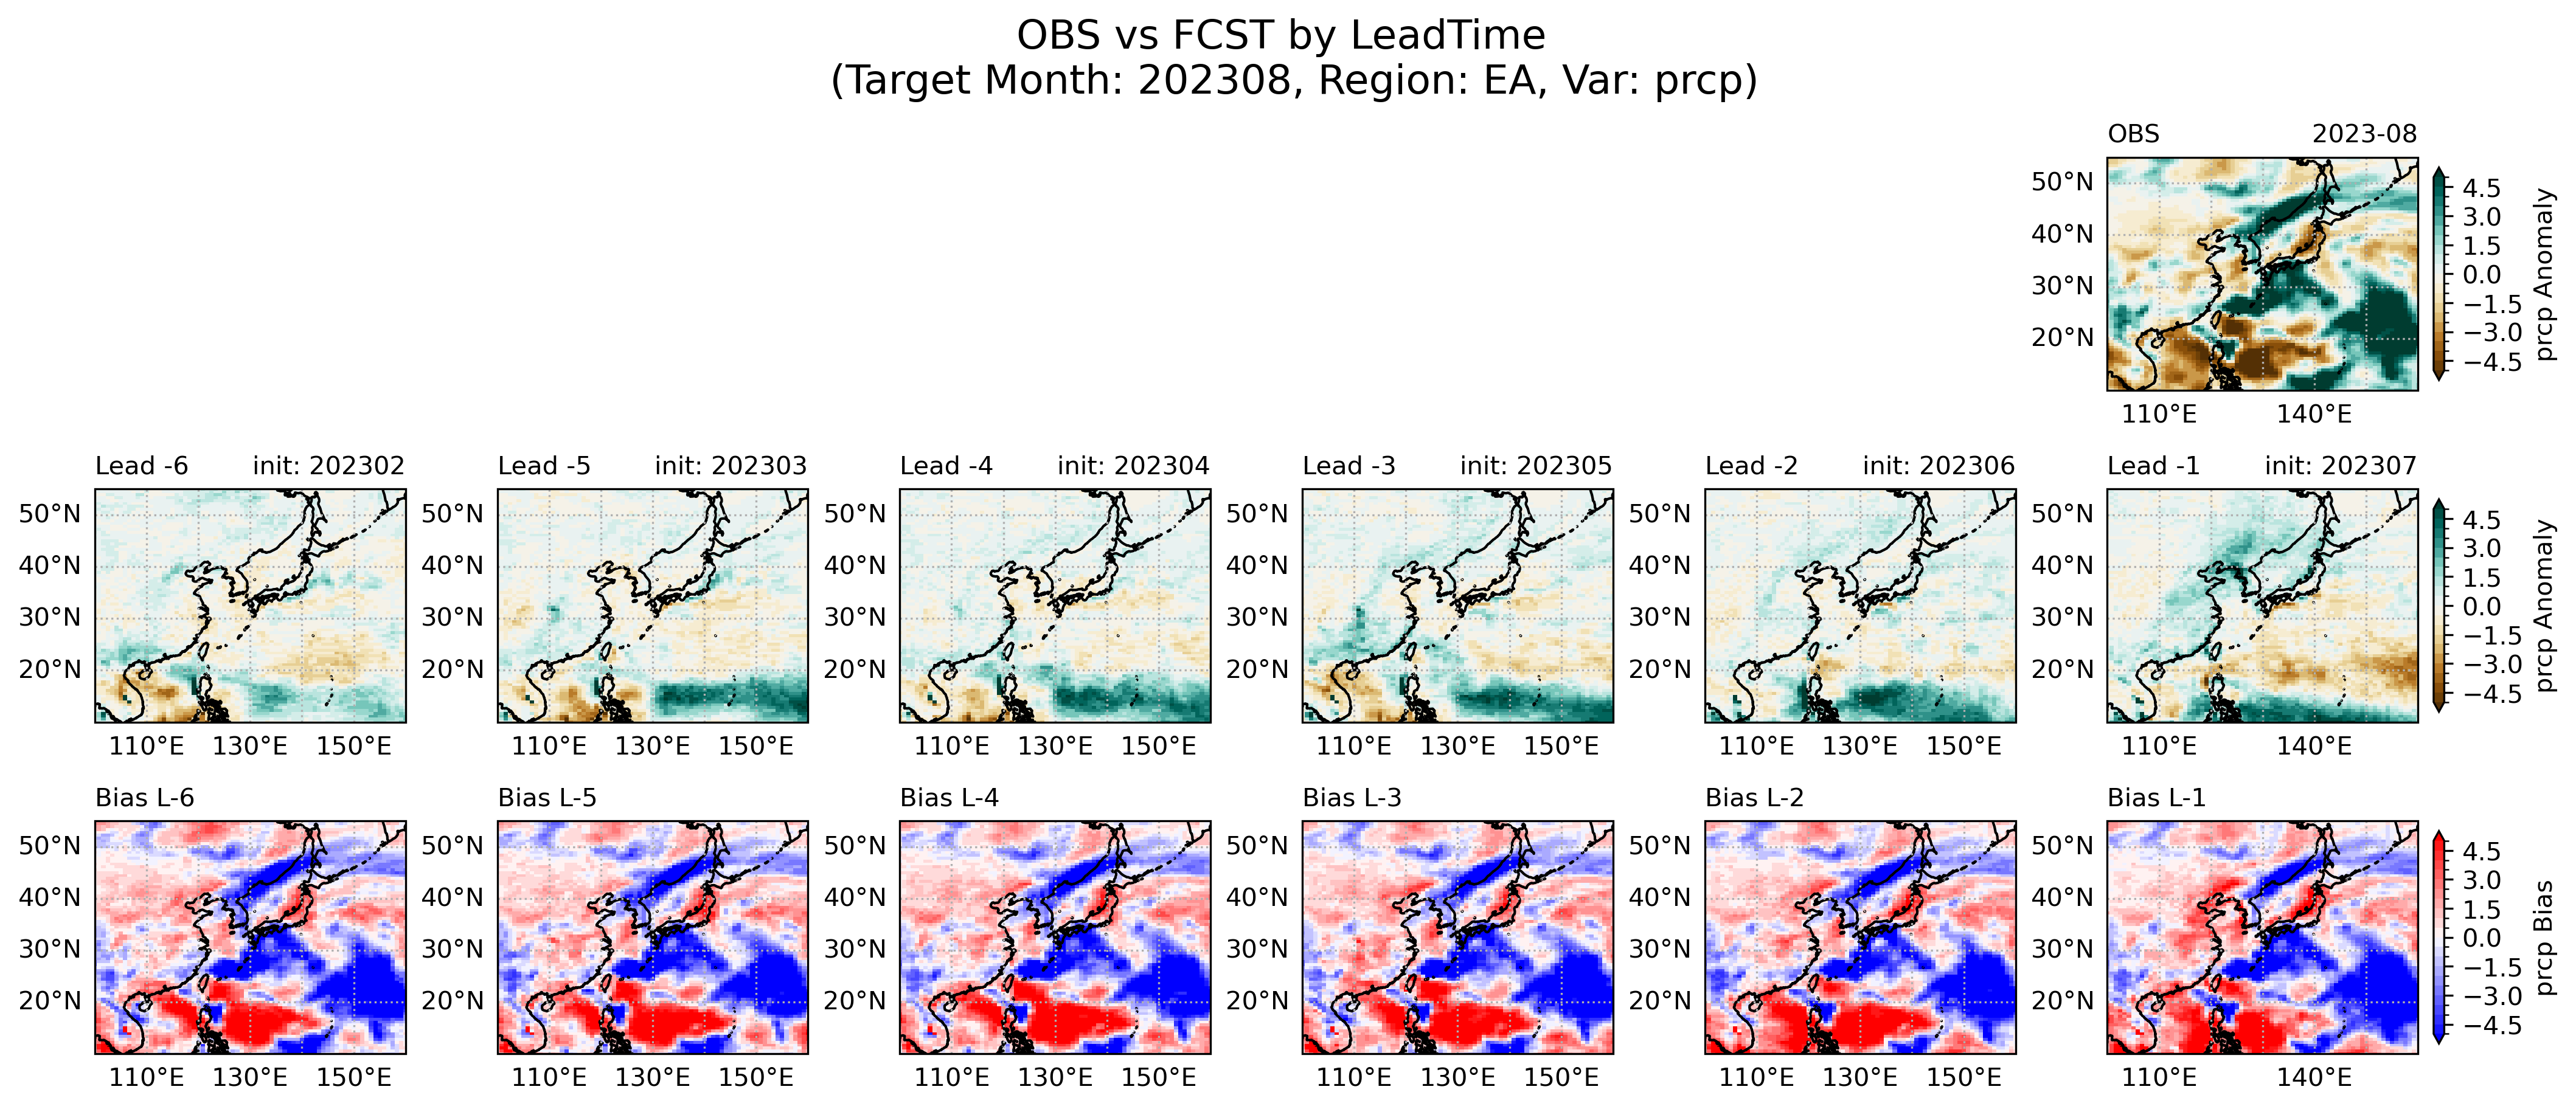 OBS vs FCST by LeadTime
(Target Month: 202308, Region: EA, Var: prcp)
OBS 2023-08
50°N
40°N
30°N
20°N
110°E 140°E
4.5
3.0
1.5
0.0
−1.5
−3.0
−4.5
prcp Anomaly
Lead -6 init: 202302
50°N
40°N
30°N
20°N
110°E 130°E 150°E
Lead -5 init: 202303
50°N
40°N
30°N
20°N
110°E 130°E 150°E
Lead -4 init: 202304
50°N
40°N
30°N
20°N
110°E 130°E 150°E
Lead -3 init: 202305
50°N
40°N
30°N
20°N
110°E 130°E 150°E
Lead -2 init: 202306
50°N
40°N
30°N
20°N
110°E 130°E 150°E
Lead -1 init: 202307
50°N
40°N
30°N
20°N
110°E 140°E
4.5
3.0
1.5
0.0
−1.5
−3.0
−4.5
prcp Anomaly
Bias L-6
50°N
40°N
30°N
20°N
110°E 130°E 150°E
Bias L-5
50°N
40°N
30°N
20°N
110°E 130°E 150°E
Bias L-4
50°N
40°N
30°N
20°N
110°E 130°E 150°E
Bias L-3
50°N
40°N
30°N
20°N
110°E 130°E 150°E
Bias L-2
50°N
40°N
30°N
20°N
110°E 130°E 150°E
Bias L-1
50°N
40°N
30°N
20°N
110°E 140°E
4.5
3.0
1.5
0.0
−1.5
−3.0
−4.5
prcp Bias